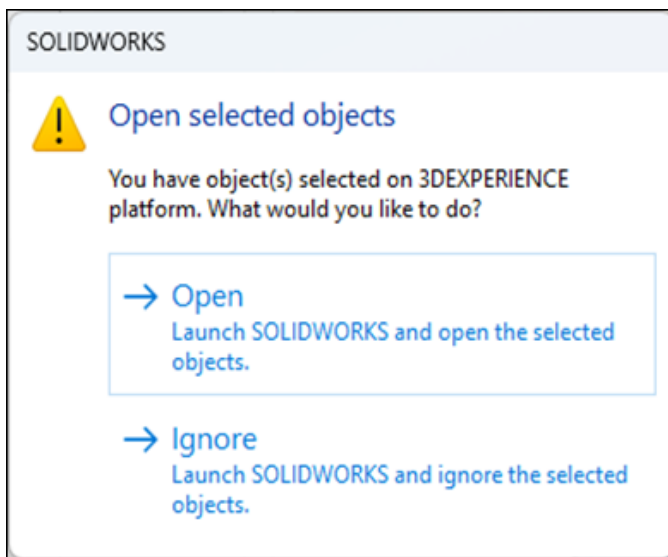 SOLIDWORKS
Open selected objects
You have object(s) selected on 3DEXPERIENCE
platform. What would you like to do?
→ Open
Launch SOLIDWORKS and open the selected
objects.
→ Ignore
Launch SOLIDWORKS and ignore the selected
objects.